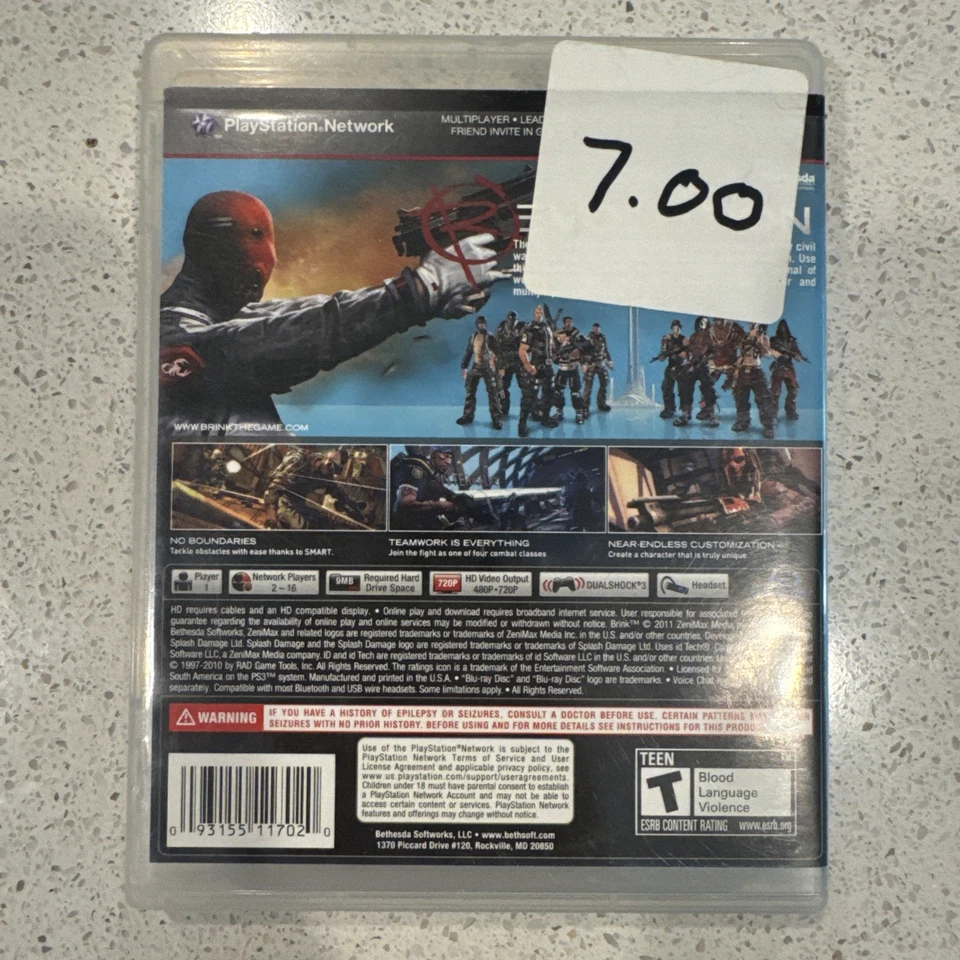 PlayStation®Network
MULTIPLAYER • LEAD
FRIEND INVITE IN G
7.00
N
The
civil
wa
. Use
thi
nal of
w
r and
mul
WWW.BRINKTHEGAME.COM
NO BOUNDARIES
Tackle obstacles with ease thanks to SMART.
TEAMWORK IS EVERYTHING
Join the fight as one of four combat classes
NEAR-ENDLESS CUSTOMIZATION
Create a character that is truly unique
Player
1
Network Players
2 – 16
9MB
Required Hard
Drive Space
720P
HD Video Output
480P•720P
DUALSHOCK®3
Headset
HD requires cables and an HD compatible display. • Online play and download requires broadband internet service. User responsible for associated
guarantee regarding the availability of online play and online services may be modified or withdrawn without notice. Brink™ © 2011 ZeniMax Media
Bethesda Softworks, ZeniMax and related logos are registered trademarks or trademarks of ZeniMax Media Inc. in the U.S. and/or other countries. Develop
Splash Damage Ltd. Splash Damage and the Splash Damage logo are registered trademarks or trademarks of Splash Damage Ltd. Uses id Tech®
Software LLC, a ZeniMax Media company. ID and id Tech are registered trademarks or trademarks of id Software LLC in the U.S. and/or other countries
© 1997-2010 by RAD Game Tools, Inc. All Rights Reserved. The ratings icon is a trademark of the Entertainment Software Association. • Licensed for
South America on the PS3™ system. Manufactured and printed in the U.S.A. • "Blu-ray Disc" and "Blu-ray Disc" logo are trademarks. • Voice Chat
separately. Compatible with most Bluetooth and USB wire headsets. Some limitations apply. • All Rights Reserved.
WARNING
IF YOU HAVE A HISTORY OF EPILEPSY OR SEIZURES, CONSULT A DOCTOR BEFORE USE. CERTAIN PATTERNS
SEIZURES WITH NO PRIOR HISTORY. BEFORE USING AND FOR MORE DETAILS SEE INSTRUCTIONS FOR THIS
0 93155 11702 0
Use of the PlayStation®Network is subject to the
PlayStation Network Terms of Service and User
License Agreement and applicable privacy policy, see
www.us.playstation.com/support/useragreements.
Children under 18 must have parental consent to establish
a PlayStation Network Account and may not be able to
access certain content or services. PlayStation Network
features and offerings may change without notice.
Bethesda Softworks, LLC • www.bethsoft.com
1370 Piccard Drive #120, Rockville, MD 20850
TEEN
T
Blood
Language
Violence
ESRB CONTENT RATING www.esrb.org